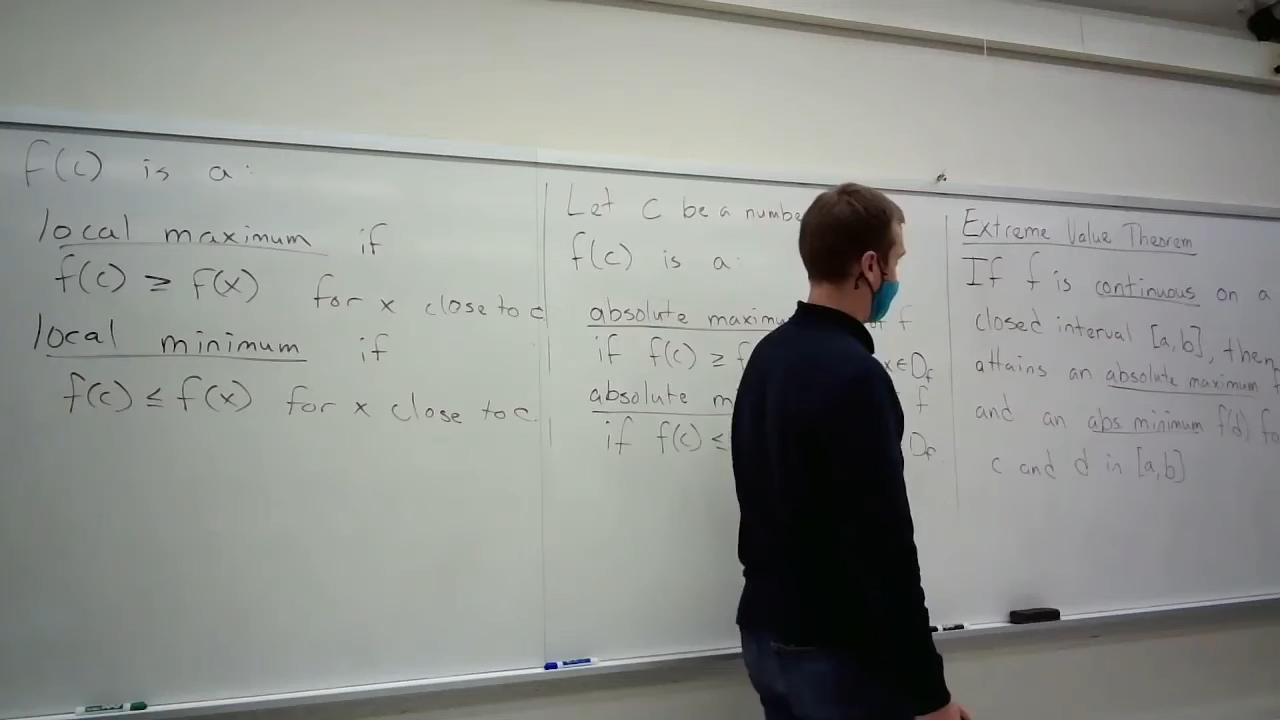 f(c) is a:
local maximum if
f(c) ≥ f(x) for x close to c
local minimum if
f(c) ≤ f(x) for x close to c.
Let c be a number
f(c) is a:
absolute f
if f(c) ≥ x∈Df
absolute f
if f(c) ≤ Df
Extreme Value Theorem
If f is continuous on a
closed interval [a,b], then
attains an absolute maximum
and an abs minimum f(d) fo
c and d in [a,b]